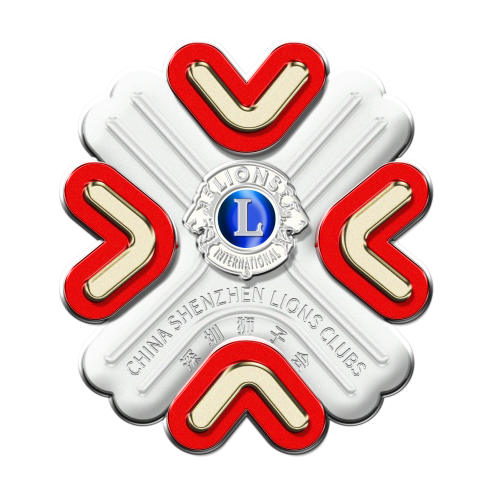 LIONS
L
INTERNATIONAL
CHINA SHENZHEN LIONS CLUBS
深圳狮子会